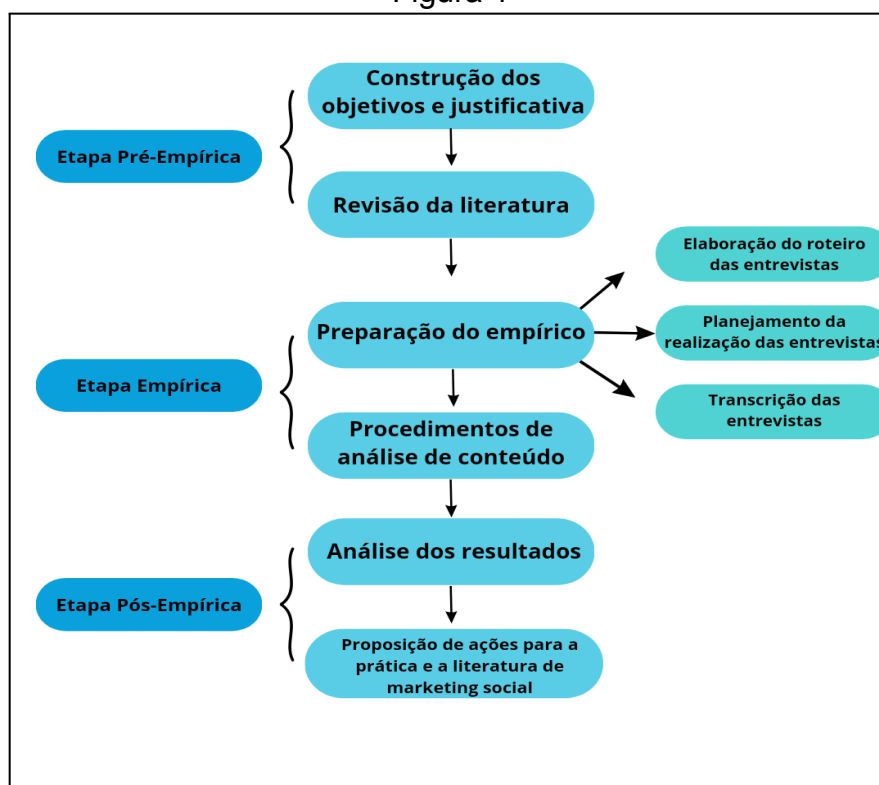 Construção dos
objetivos e justificativa
Etapa Pré-Empírica
Revisão da literatura
Elaboração do roteiro
das entrevistas
Preparação do empírico
Planejamento da
realização das entrevistas
Etapa Empírica
Transcrição das
entrevistas
Procedimentos de
análise de conteúdo
Análise dos resultados
Etapa Pós-Empírica
Proposição de ações para a
prática e a literatura de
marketing social